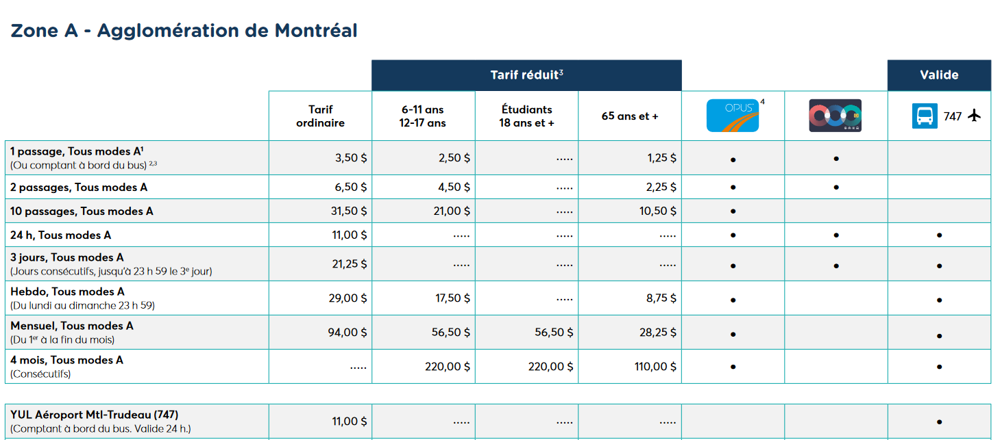 Zone A - Agglomération de Montréal
Tarif réduit3 Valide
Tarif ordinaire 6-11 ans 12-17 ans Étudiants 18 ans et + 65 ans et + OPUS 4 747
1 passage, Tous modes A1
(Ou comptant à bord du bus) 2,3 3,50 $ 2,50 $ ..... 1,25 $ • •
2 passages, Tous modes A 6,50 $ 4,50 $ ..... 2,25 $ • •
10 passages, Tous modes A 31,50 $ 21,00 $ ..... 10,50 $ •
24 h, Tous modes A 11,00 $ ..... ..... ..... • • •
3 jours, Tous modes A
(Jours consécutifs, jusqu'à 23 h 59 le 3e jour) 21,25 $ ..... ..... ..... • • •
Hebdo, Tous modes A
(Du lundi au dimanche 23 h 59) 29,00 $ 17,50 $ ..... 8,75 $ • •
Mensuel, Tous modes A
(Du 1er à la fin du mois) 94,00 $ 56,50 $ 56,50 $ 28,25 $ • •
4 mois, Tous modes A
(Consécutifs) ..... 220,00 $ 220,00 $ 110,00 $ • •
YUL Aéroport Mtl-Trudeau (747)
(Comptant à bord du bus. Valide 24 h.) 11,00 $ ..... ..... ..... •